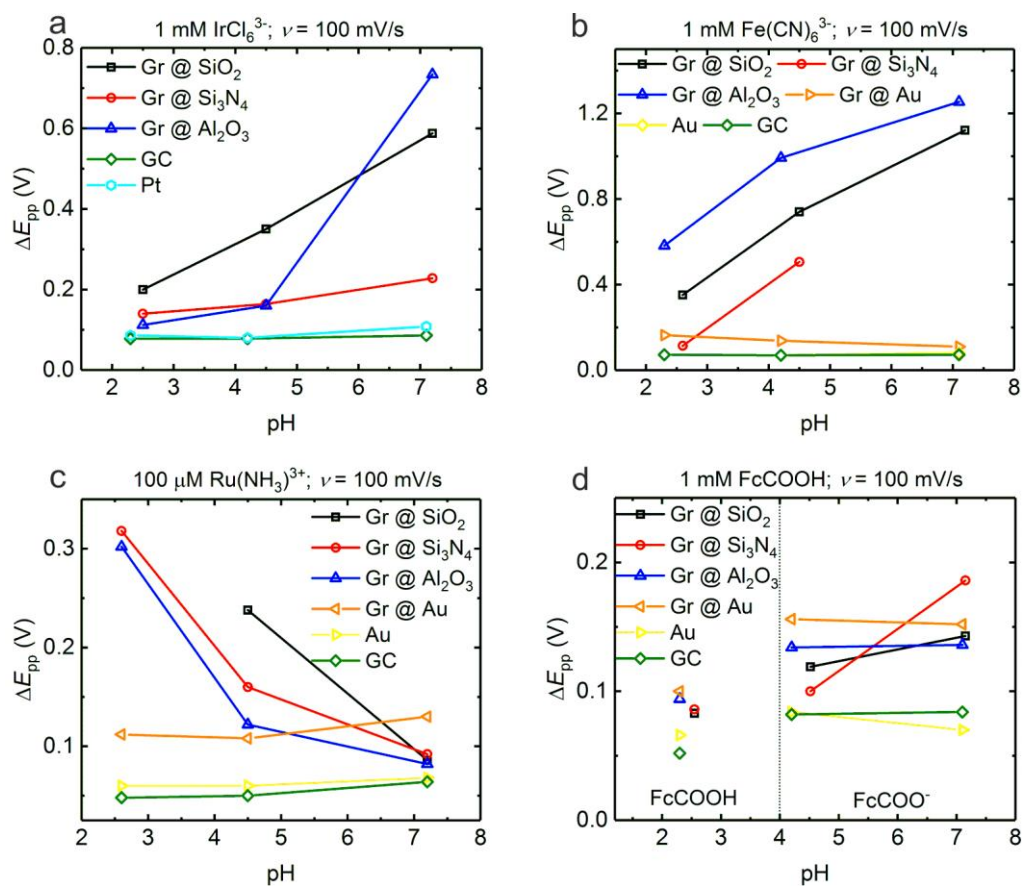 a 1 mM IrCl₆³⁻; ν = 100 mV/s
Gr @ SiO₂
Gr @ Si₃N₄
Gr @ Al₂O₃
GC
Pt
0.8
0.6
0.4
0.2
0.0
ΔEpp (V)
2 3 4 5 6 7 8
pH
b 1 mM Fe(CN)₆³⁻; ν = 100 mV/s
Gr @ SiO₂ Gr @ Si₃N₄
Gr @ Al₂O₃ Gr @ Au
Au GC
1.2
0.8
0.4
0.0
ΔEpp (V)
2 3 4 5 6 7 8
pH
c 100 μM Ru(NH₃)³⁺; ν = 100 mV/s
Gr @ SiO₂
Gr @ Si₃N₄
Gr @ Al₂O₃
Gr @ Au
Au
GC
0.3
0.2
0.1
ΔEpp (V)
2 3 4 5 6 7 8
pH
d 1 mM FcCOOH; ν = 100 mV/s
Gr @ SiO₂
Gr @ Si₃N₄
Gr @ Al₂O₃
Gr @ Au
Au
GC
0.2
0.1
0.0
ΔEpp (V)
FcCOOH FcCOO⁻
2 3 4 5 6 7 8
pH